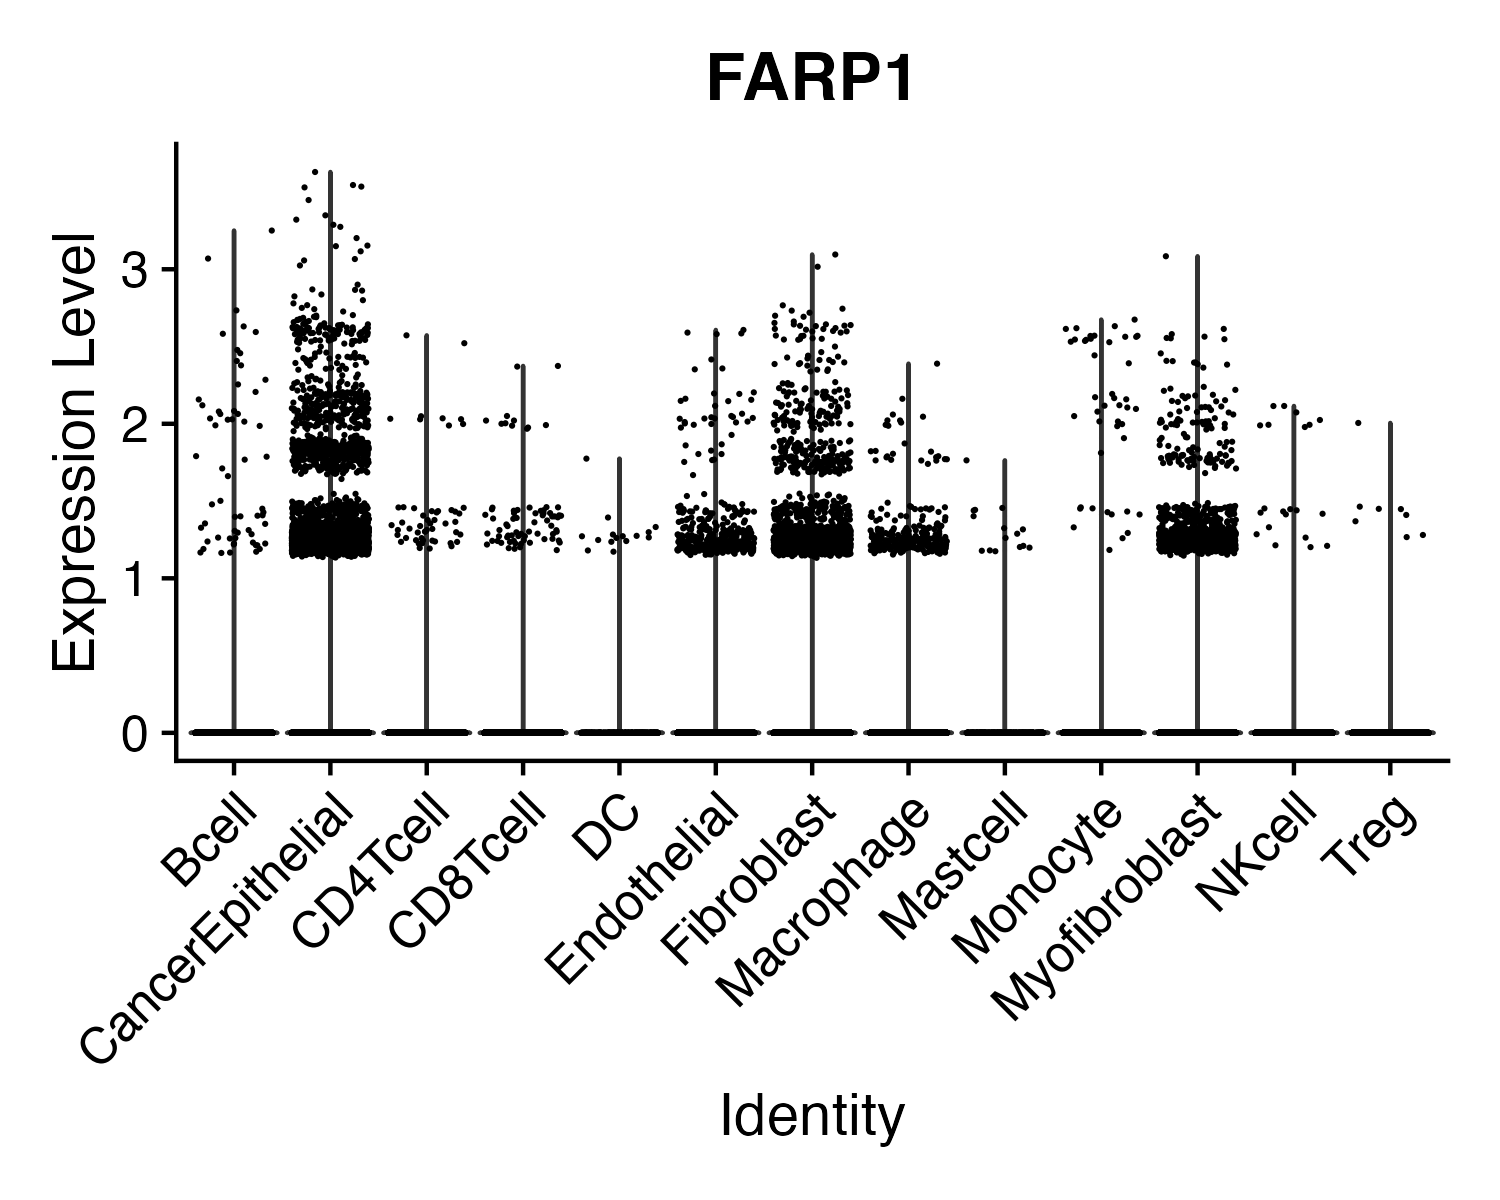 FARP1
Expression Level
3
2
1
0
Bcell
CancerEpithelial
CD4Tcell
CD8Tcell
DC
Endothelial
Fibroblast
Macrophage
Mastcell
Monocyte
Myofibroblast
NKcell
Treg
Identity